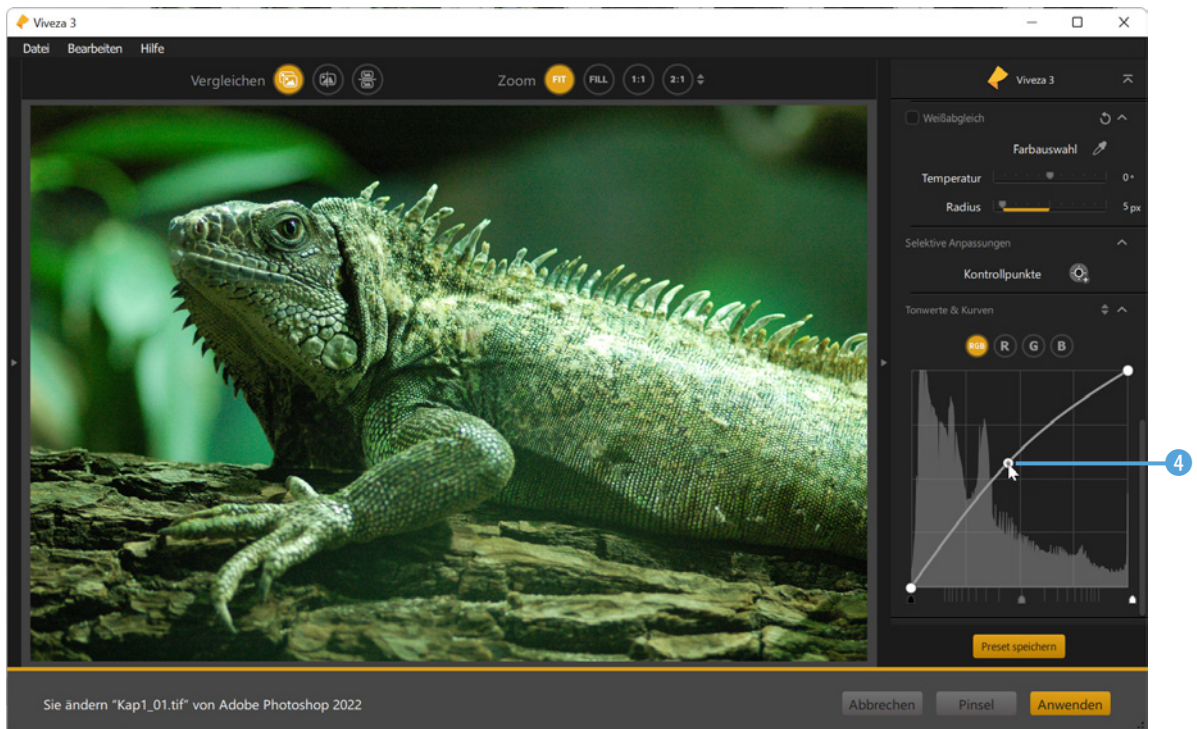 Viveza 3
Datei Bearbeiten Hilfe
Vergleichen Zoom FIT FILL 1:1 2:1
Viveza 3
Weißabgleich
Farbauswahl
Temperatur 0°
Radius 5 px
Selektive Anpassungen
Kontrollpunkte
Tonwerte & Kurven
RGB R G B
4
Preset speichern
Sie ändern "Kap1_01.tif" von Adobe Photoshop 2022
Abbrechen Pinsel Anwenden